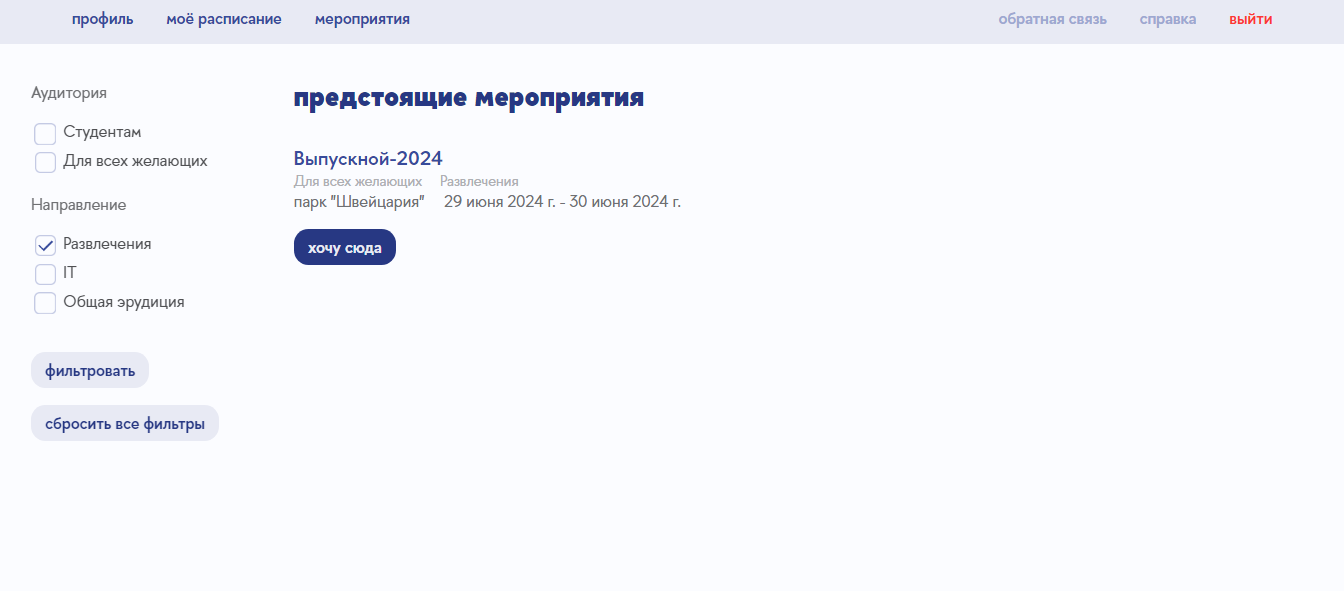 профиль моё расписание мероприятия обратная связь справка выйти
Аудитория
Студентам
Для всех желающих
Направление
Развлечения
IT
Общая эрудиция
фильтровать
сбросить все фильтры
предстоящие мероприятия
Выпускной-2024
Для всех желающих Развлечения
парк "Швейцария" 29 июня 2024 г. - 30 июня 2024 г.
хочу сюда